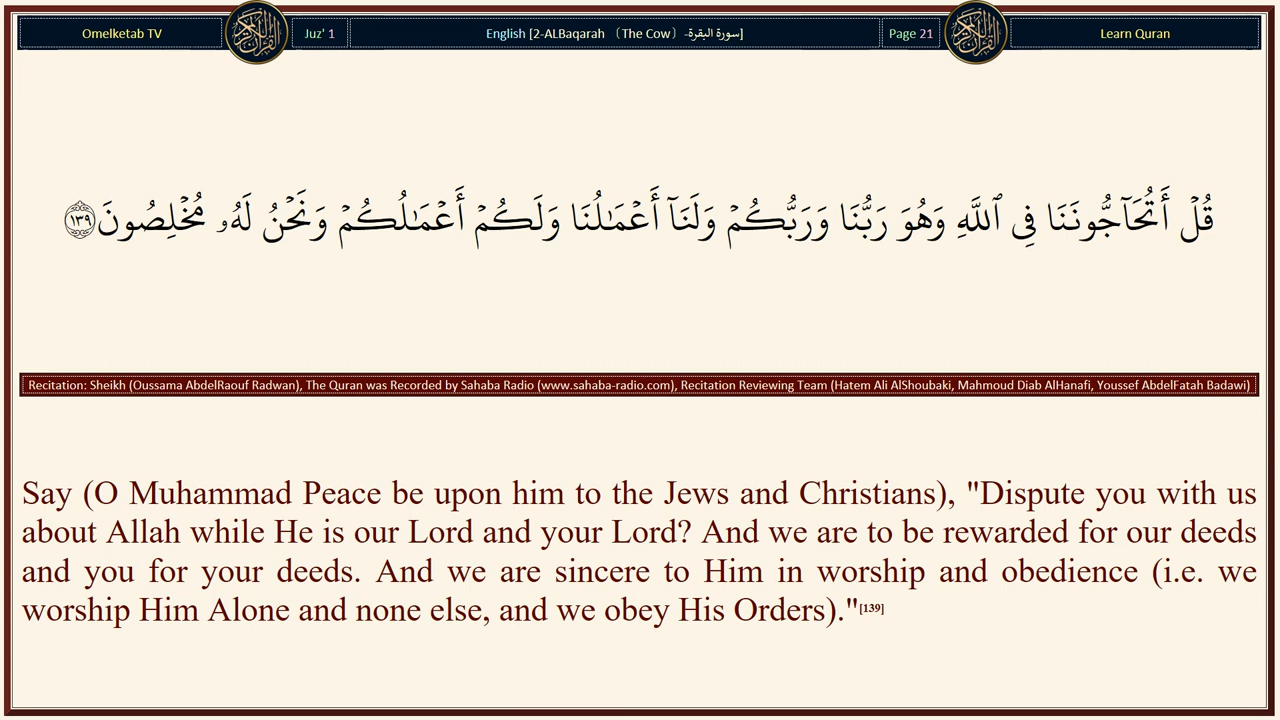 Omelketab TV
Juz' 1
English [2-ALBaqarah 〔The Cow〕 -سورة البقرة]
Page 21
Learn Quran
قُلۡ أَتُحَآجُّونَنَا فِي ٱللَّهِ وَهُوَ رَبُّنَا وَرَبُّكُمۡ وَلَنَآ أَعۡمَٰلُنَا وَلَكُمۡ أَعۡمَٰلُكُمۡ وَنَحۡنُ لَهُۥ مُخۡلِصُونَ ١٣٩
Recitation: Sheikh (Oussama AbdelRaouf Radwan), The Quran was Recorded by Sahaba Radio (www.sahaba-radio.com), Recitation Reviewing Team (Hatem Ali AlShoubaki, Mahmoud Diab AlHanafi, Youssef AbdelFatah Badawi)
Say (O Muhammad Peace be upon him to the Jews and Christians), "Dispute you with us
about Allah while He is our Lord and your Lord? And we are to be rewarded for our deeds
and you for your deeds. And we are sincere to Him in worship and obedience (i.e. we
worship Him Alone and none else, and we obey His Orders)."[139]